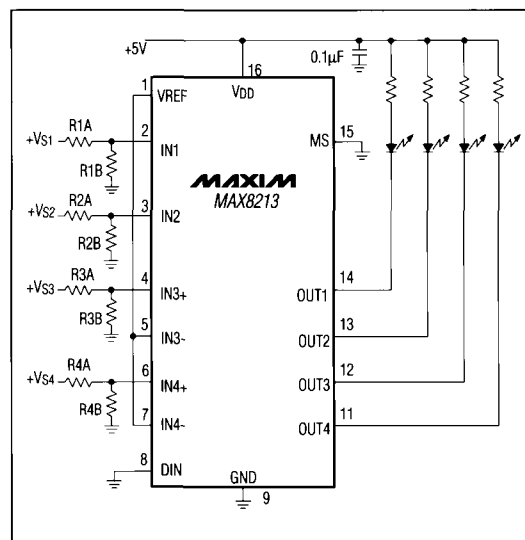 +5V
0.1µF
16
VDD
1
VREF
+VS1
R1A
2
IN1
R1B
MS
15
MAXIM
MAX8213
+VS2
R2A
3
IN2
R2B
+VS3
R3A
4
IN3+
R3B
OUT1
14
5
IN3-
OUT2
13
+VS4
R4A
6
IN4+
R4B
OUT3
12
7
IN4-
OUT4
11
8
DIN
GND
9